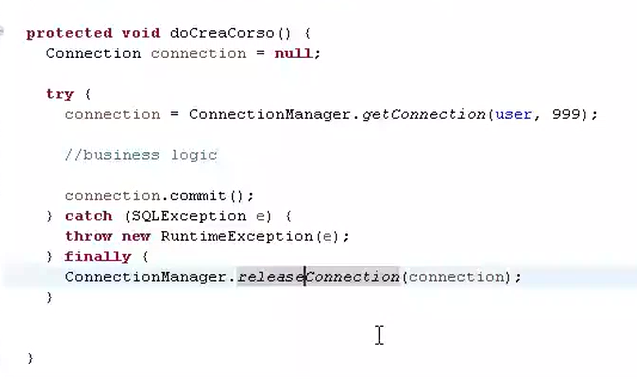 protected void doCreaCorso() {
Connection connection = null;
try {
connection = ConnectionManager.getConnection(user, 999);
//business logic
connection.commit();
} catch (SQLException e) {
throw new RuntimeException(e);
} finally {
ConnectionManager.releaseConnection(connection);
}
}